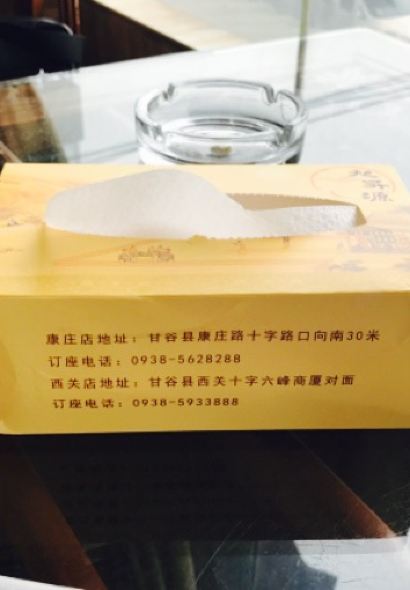 康庄店地址：甘谷县康庄路十字路口向南30米
订座电话：0938-5628288
西关店地址：甘谷县西关十字六峰商厦对面
订座电话：0938-5933888